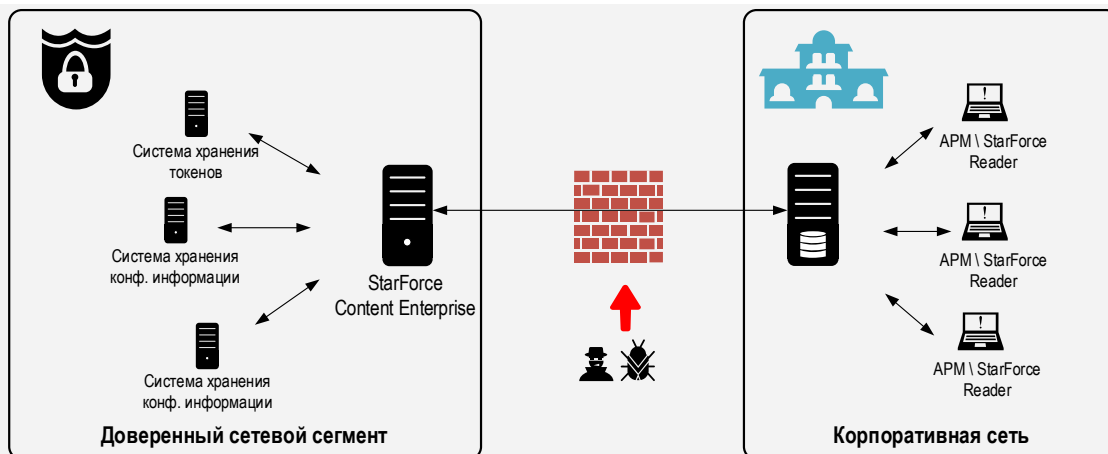 Система хранения
токенов
Система хранения
конф. информации
Система хранения
конф. информации
StarForce
Content Enterprise
Доверенный сетевой сегмент
!
АРМ \ StarForce
Reader
!
АРМ \ StarForce
Reader
!
АРМ \ StarForce
Reader
Корпоративная сеть